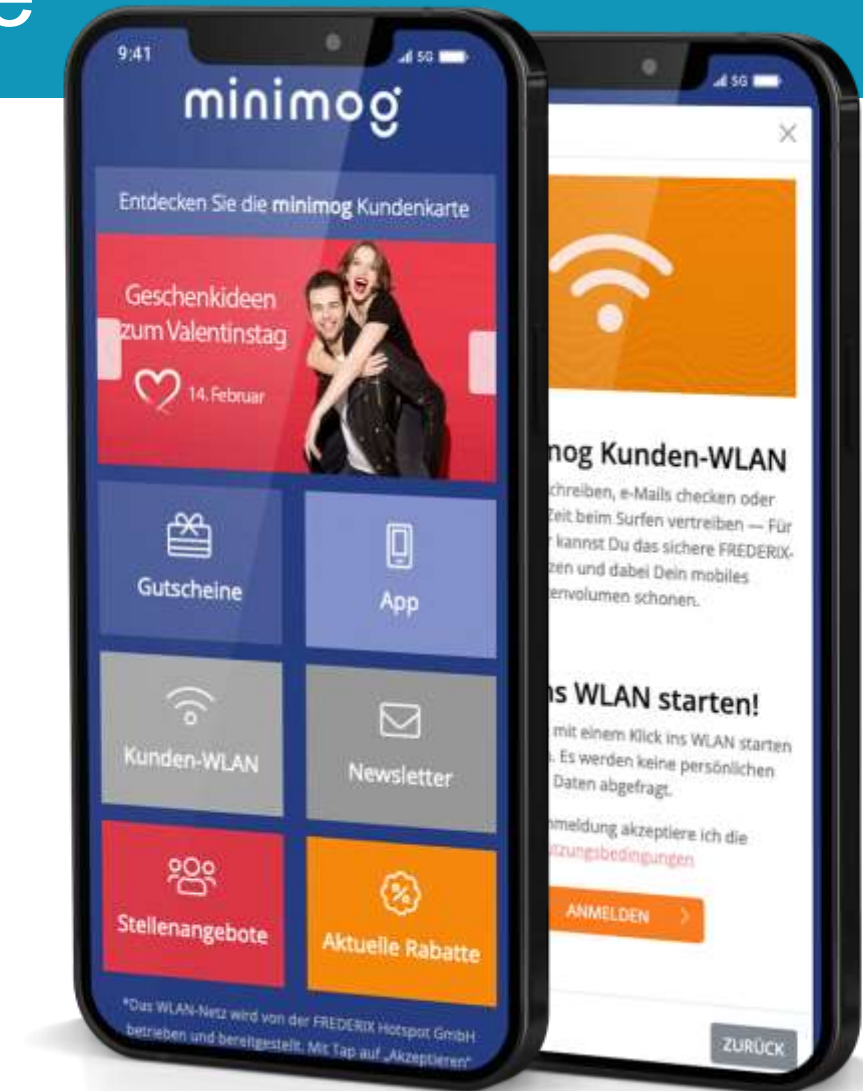 e
9:41
5G
minimog
Entdecken Sie die minimog Kundenkarte
Geschenkideen
zum Valentinstag
14. Februar
Gutscheine
App
Kunden-WLAN
Newsletter
Stellenangebote
Aktuelle Rabatte
*Das WLAN-Netz wird von der FREDERIX Hotspot GmbH
betrieben und bereitgestellt. Mit Tap auf „Akzeptieren"
5G
mog Kunden-WLAN
chreiben, e-Mails checken oder
Zeit beim Surfen vertreiben — Für
kannst Du das sichere FREDERIX-
zen und dabei Dein mobiles
envolumen schonen.
ns WLAN starten!
mit einem Klick ins WLAN starten
Es werden keine persönlichen
Daten abgefragt.
nmeldung akzeptiere ich die
utzungsbedingungen
ANMELDEN
ZURÜCK